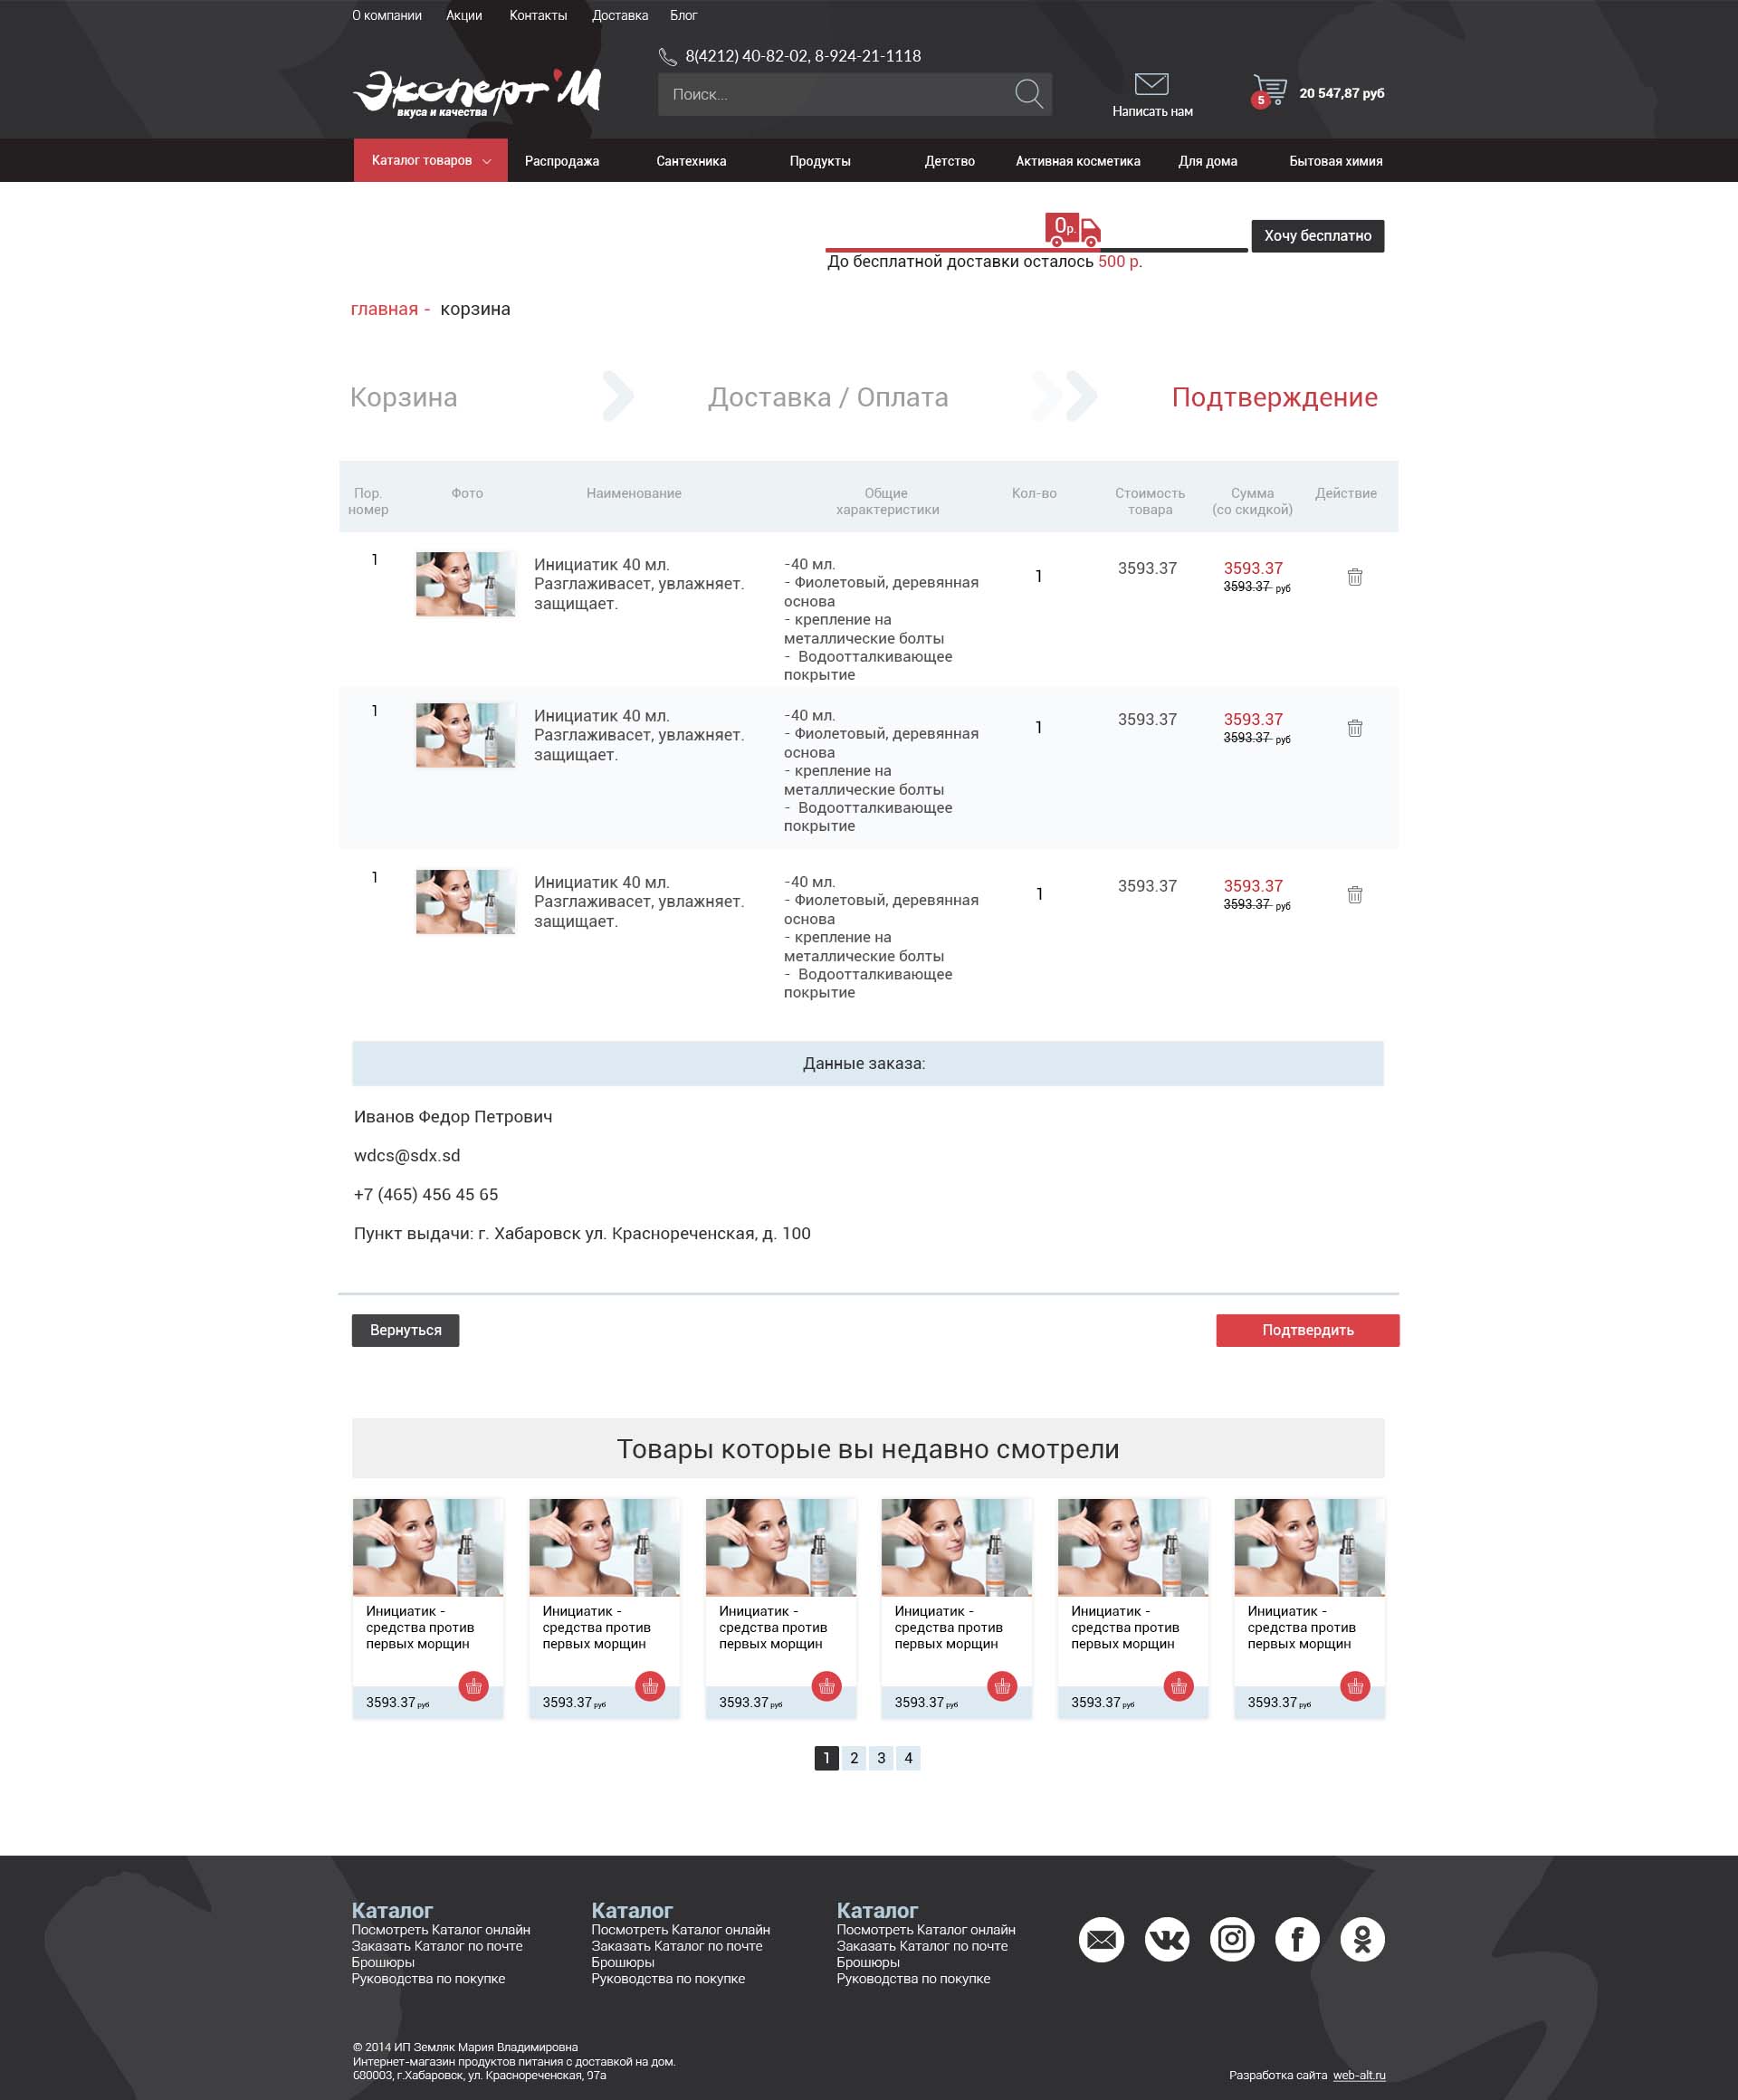 О компании Акции Контакты Доставка Блог
8(4212) 40-82-02, 8-924-21-1118
Эксперт'М
вкуса и качества
Поиск...
Написать нам
5
20 547,87 руб
Каталог товаров Распродажа Сантехника Продукты Детство Активная косметика Для дома Бытовая химия
0р.
Хочу бесплатно
До бесплатной доставки осталось 500 р.
главная - корзина
Корзина Доставка / Оплата Подтверждение
Пор. Фото Наименование Общие Кол-во Стоимость Сумма Действие
номер характеристики товара (со скидкой)
1
Инициатик 40 мл.
Разглаживасет, увлажняет.
защищает.
-40 мл.
- Фиолетовый, деревянная
основа
- крепление на
металлические болты
- Водоотталкивающее
покрытие
1
3593.37
3593.37
3593.37 руб
1
Инициатик 40 мл.
Разглаживасет, увлажняет.
защищает.
-40 мл.
- Фиолетовый, деревянная
основа
- крепление на
металлические болты
- Водоотталкивающее
покрытие
1
3593.37
3593.37
3593.37 руб
1
Инициатик 40 мл.
Разглаживасет, увлажняет.
защищает.
-40 мл.
- Фиолетовый, деревянная
основа
- крепление на
металлические болты
- Водоотталкивающее
покрытие
1
3593.37
3593.37
3593.37 руб
Данные заказа:
Иванов Федор Петрович
wdcs@sdx.sd
+7 (465) 456 45 65
Пункт выдачи: г. Хабаровск ул. Краснореченская, д. 100
Вернуться Подтвердить
Товары которые вы недавно смотрели
Инициатик - Инициатик - Инициатик - Инициатик - Инициатик - Инициатик -
средства против средства против средства против средства против средства против средства против
первых морщин первых морщин первых морщин первых морщин первых морщин первых морщин
3593.37 руб 3593.37 руб 3593.37 руб 3593.37 руб 3593.37 руб 3593.37 руб
1 2 3 4
Каталог Каталог Каталог
Посмотреть Каталог онлайн Посмотреть Каталог онлайн Посмотреть Каталог онлайн
Заказать Каталог по почте Заказать Каталог по почте Заказать Каталог по почте
Брошюры Брошюры Брошюры
Руководства по покупке Руководства по покупке Руководства по покупке
© 2014 ИП Земляк Мария Владимировна
Интернет-магазин продуктов питания с доставкой на дом.
680003, г.Хабаровск, ул. Краснореченская, 97а
Разработка сайта web-alt.ru